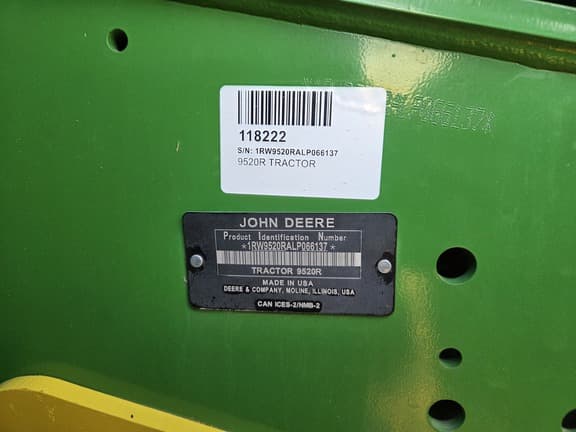 118222
S/N: 1RW9520RALP066137
9520R TRACTOR
JOHN DEERE
Product Identification Number
*1RW9520RALP066137*
TRACTOR 9520R
MADE IN USA
DEERE & COMPANY, MOLINE, ILLINOIS, USA
CAN ICES-2/NMB-2